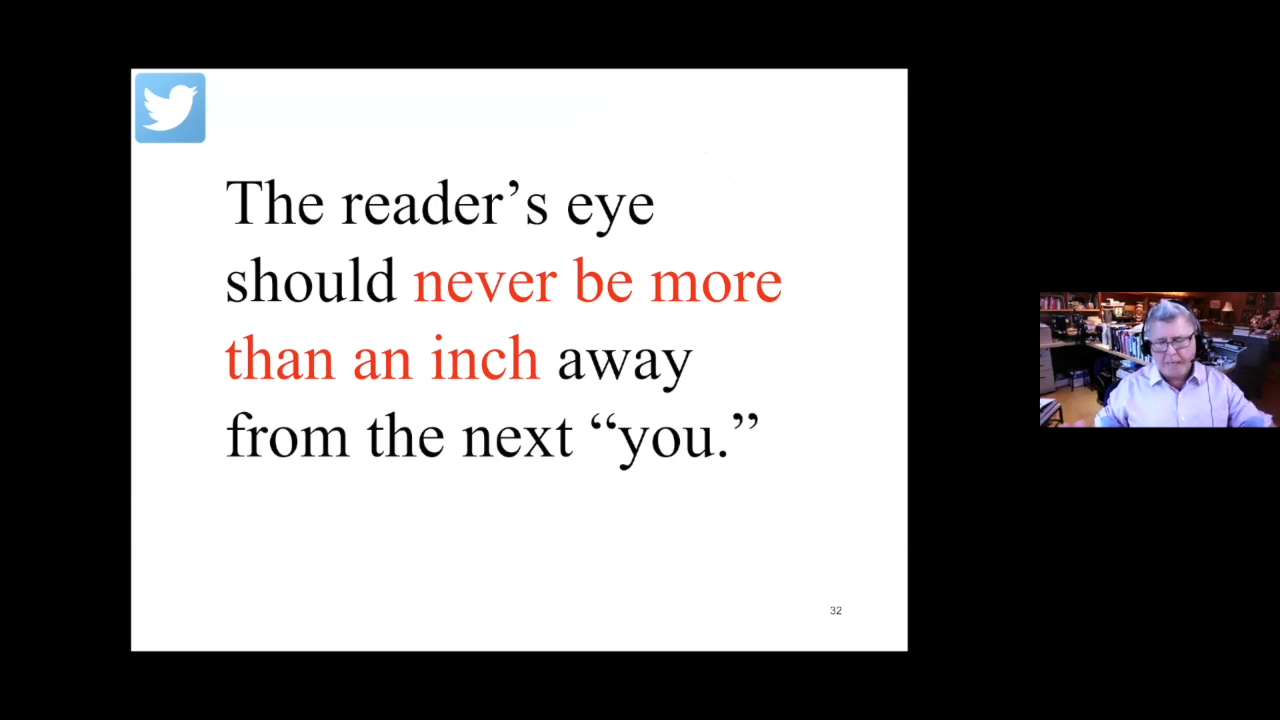 The reader’s eye
should never be more
than an inch away
from the next “you.”
32